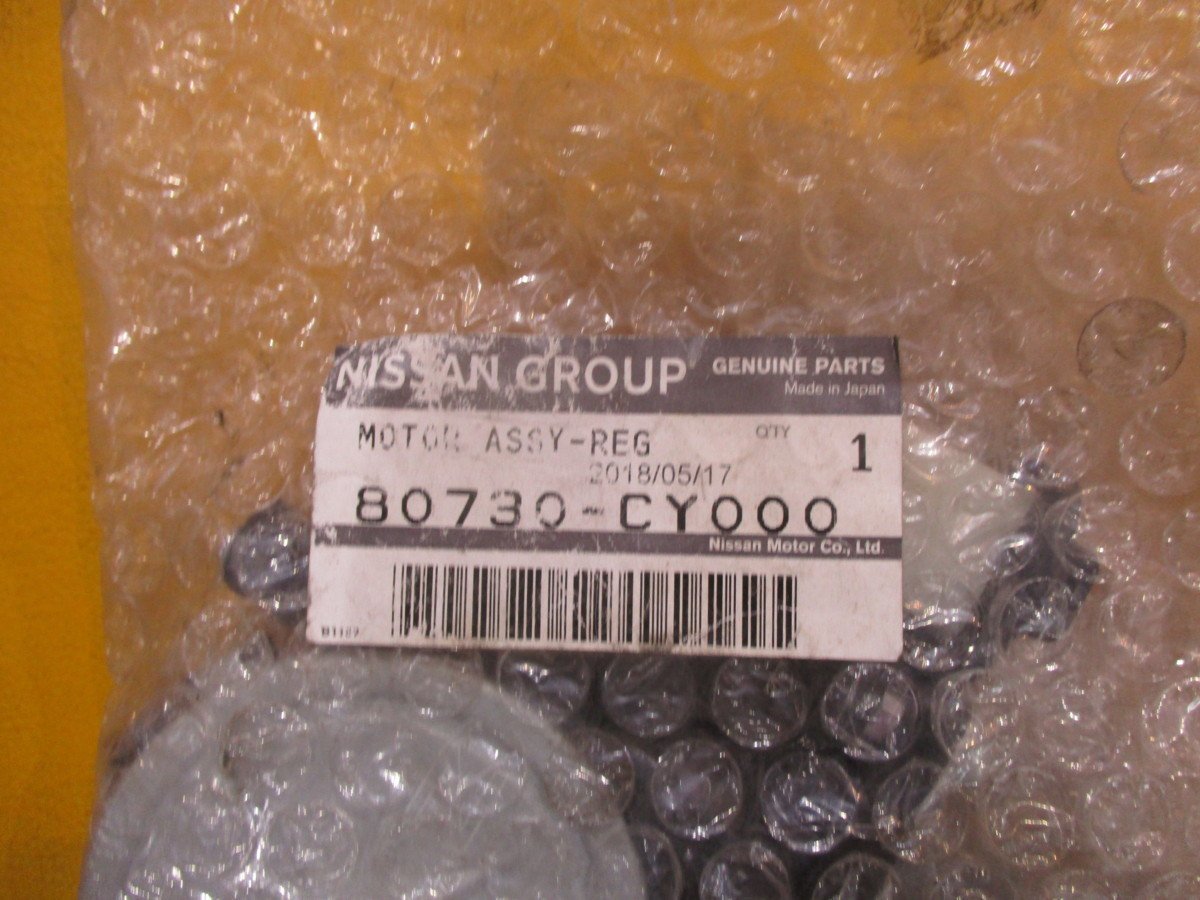 NISSAN GROUP GENUINE PARTS
Made in Japan
MOTOR ASSY-REG QTY 1
2018/05/17
80730-CY000
Nissan Motor Co., Ltd.